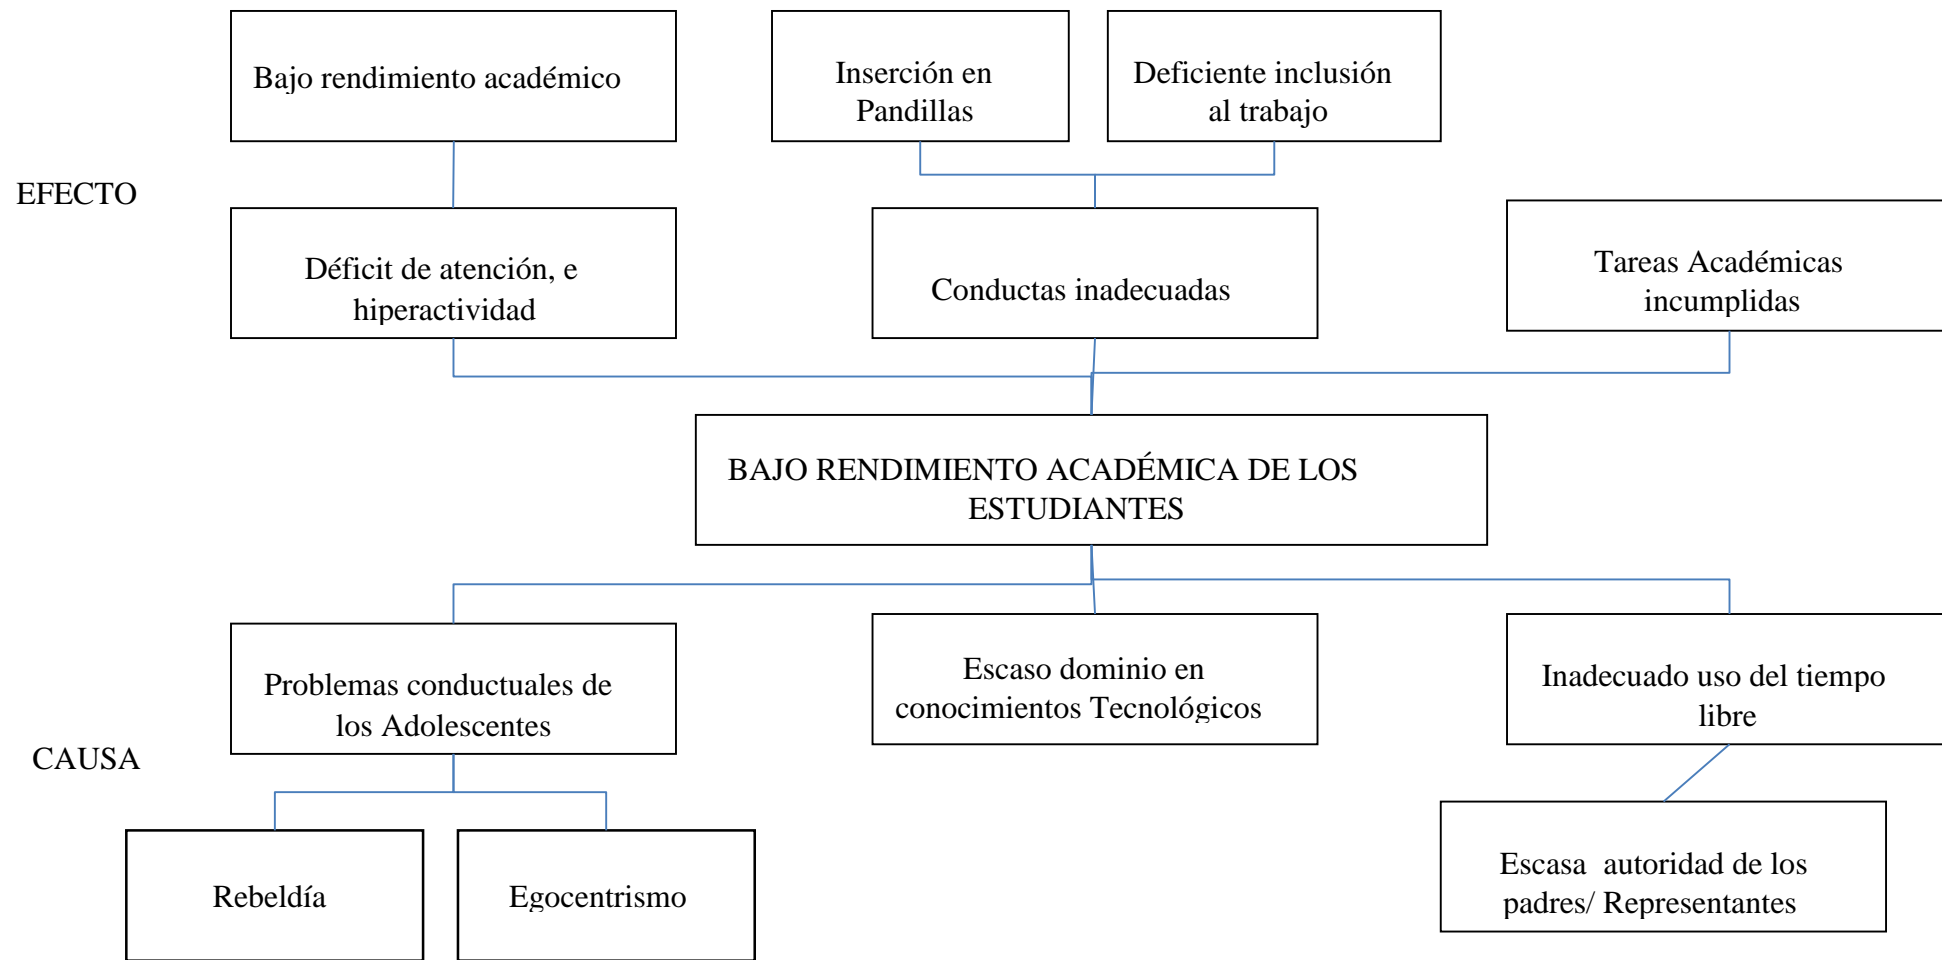 Bajo rendimiento académico
Inserción en
Pandillas
Deficiente inclusión
al trabajo
EFECTO
Déficit de atención, e
hiperactividad
Conductas inadecuadas
Tareas Académicas
incumplidas
BAJO RENDIMIENTO ACADÉMICA DE LOS
ESTUDIANTES
Problemas conductuales de
los Adolescentes
Escaso dominio en
conocimientos Tecnológicos
Inadecuado uso del tiempo
libre
CAUSA
Rebeldía
Egocentrismo
Escasa autoridad de los
padres/ Representantes